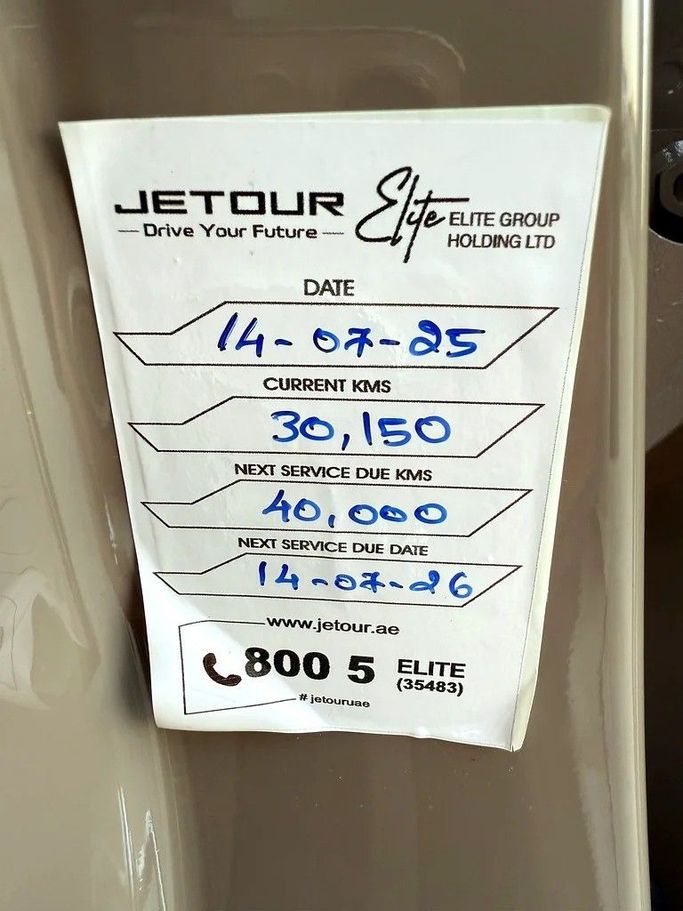 JETOUR Elite ELITE GROUP
— Drive Your Future — HOLDING LTD
DATE
14-07-25
CURRENT KMS
30,150
NEXT SERVICE DUE KMS
40,000
NEXT SERVICE DUE DATE
14-07-26
www.jetour.ae
800 5 ELITE
(35483)
# jetouruae